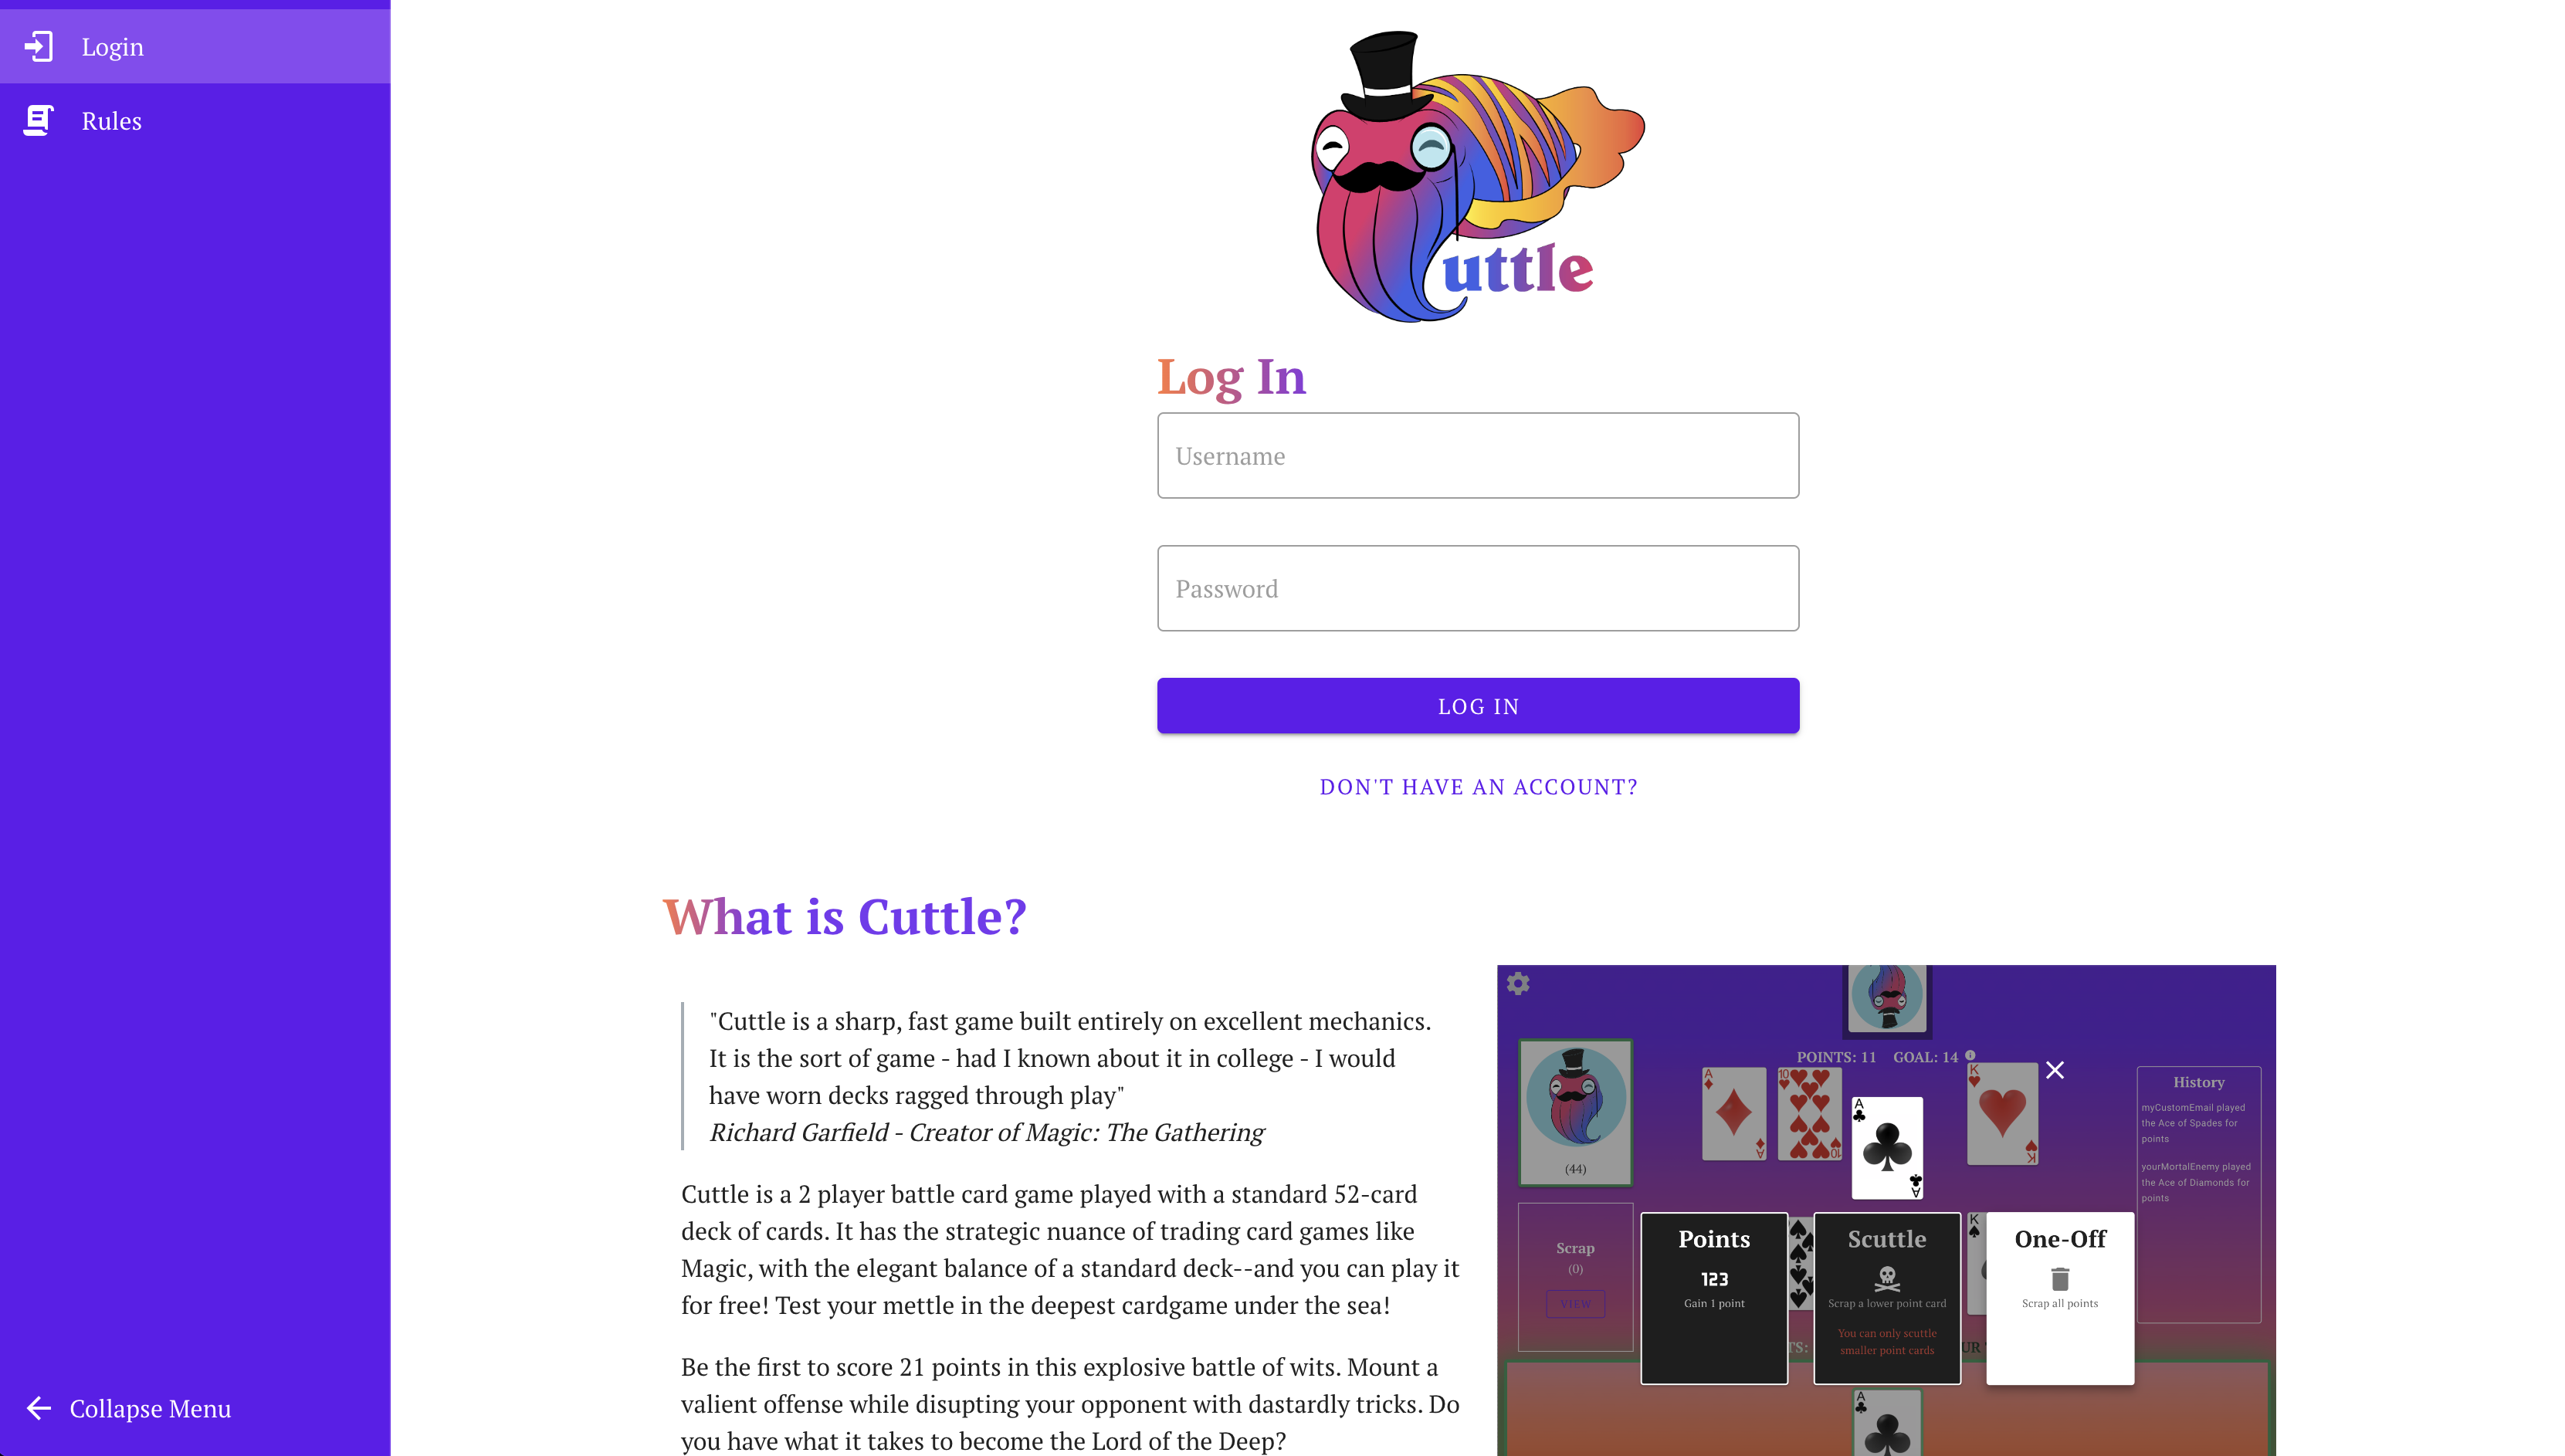 Login
Rules
Collapse Menu
uttle
Log In
Username
Password
LOG IN
DON'T HAVE AN ACCOUNT?
What is Cuttle?
"Cuttle is a sharp, fast game built entirely on excellent mechanics.
It is the sort of game - had I known about it in college - I would
have worn decks ragged through play"
Richard Garfield - Creator of Magic: The Gathering
Cuttle is a 2 player battle card game played with a standard 52-card
deck of cards. It has the strategic nuance of trading card games like
Magic, with the elegant balance of a standard deck--and you can play it
for free! Test your mettle in the deepest cardgame under the sea!
Be the first to score 21 points in this explosive battle of wits. Mount a
valient offense while disupting your opponent with dastardly tricks. Do
you have what it takes to become the Lord of the Deep?
POINTS: 11 GOAL: 14
(44)
A
A
10
10
A
A
K
K
History
myCustomEmail played
the Ace of Spades for
points
yourMortalEnemy played
the Ace of Diamonds for
points
Scrap
(0)
VIEW
Points
123
Gain 1 point
Scuttle
Scrap a lower point card
You can only scuttle
smaller point cards
K
One-Off
Scrap all points
TS:
UR
A